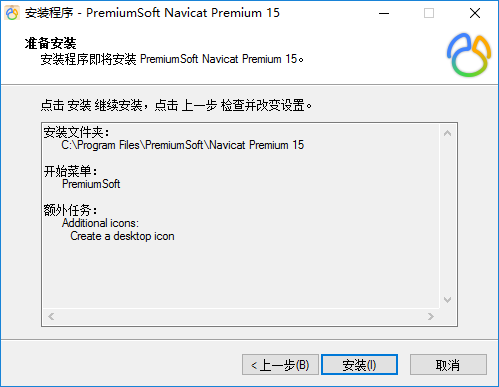 安装程序 - PremiumSoft Navicat Premium 15
准备安装
安装程序即将安装 PremiumSoft Navicat Premium 15。
点击 安装 继续安装，点击 上一步 检查并改变设置。
安装文件夹：
C:\Program Files\PremiumSoft\Navicat Premium 15
开始菜单：
PremiumSoft
额外任务：
Additional icons:
Create a desktop icon
< 上一步(B)
安装(I)
取消